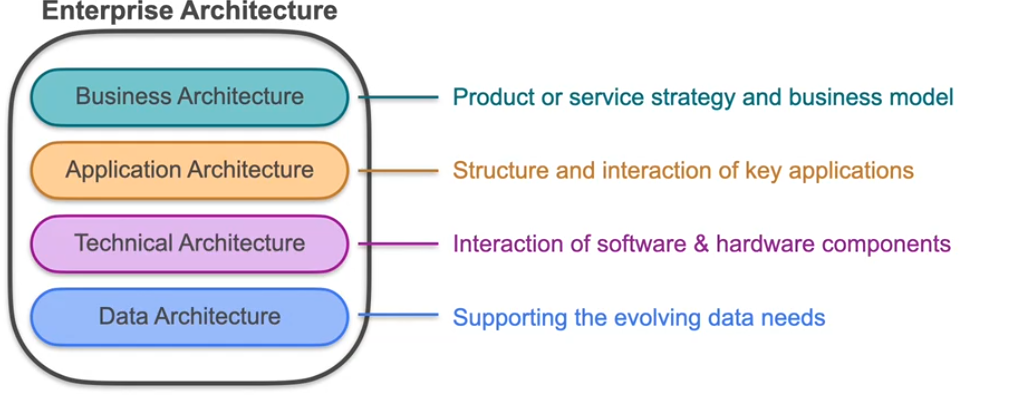 Enterprise Architecture
Business Architecture
Product or service strategy and business model
Application Architecture
Structure and interaction of key applications
Technical Architecture
Interaction of software & hardware components
Data Architecture
Supporting the evolving data needs